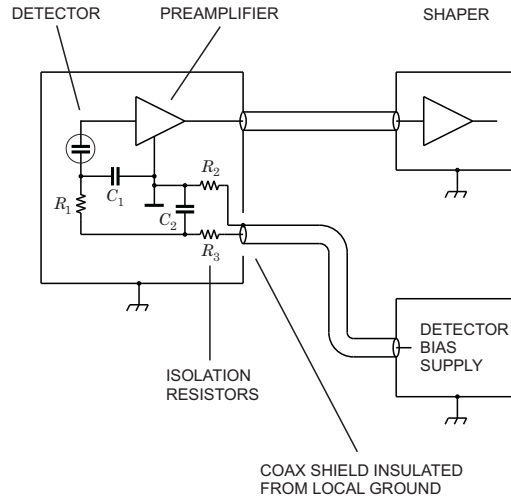 DETECTOR
PREAMPLIFIER
SHAPER
R1
C1
R2
C2
R3
DETECTOR
BIAS
SUPPLY
ISOLATION
RESISTORS
COAX SHIELD INSULATED
FROM LOCAL GROUND